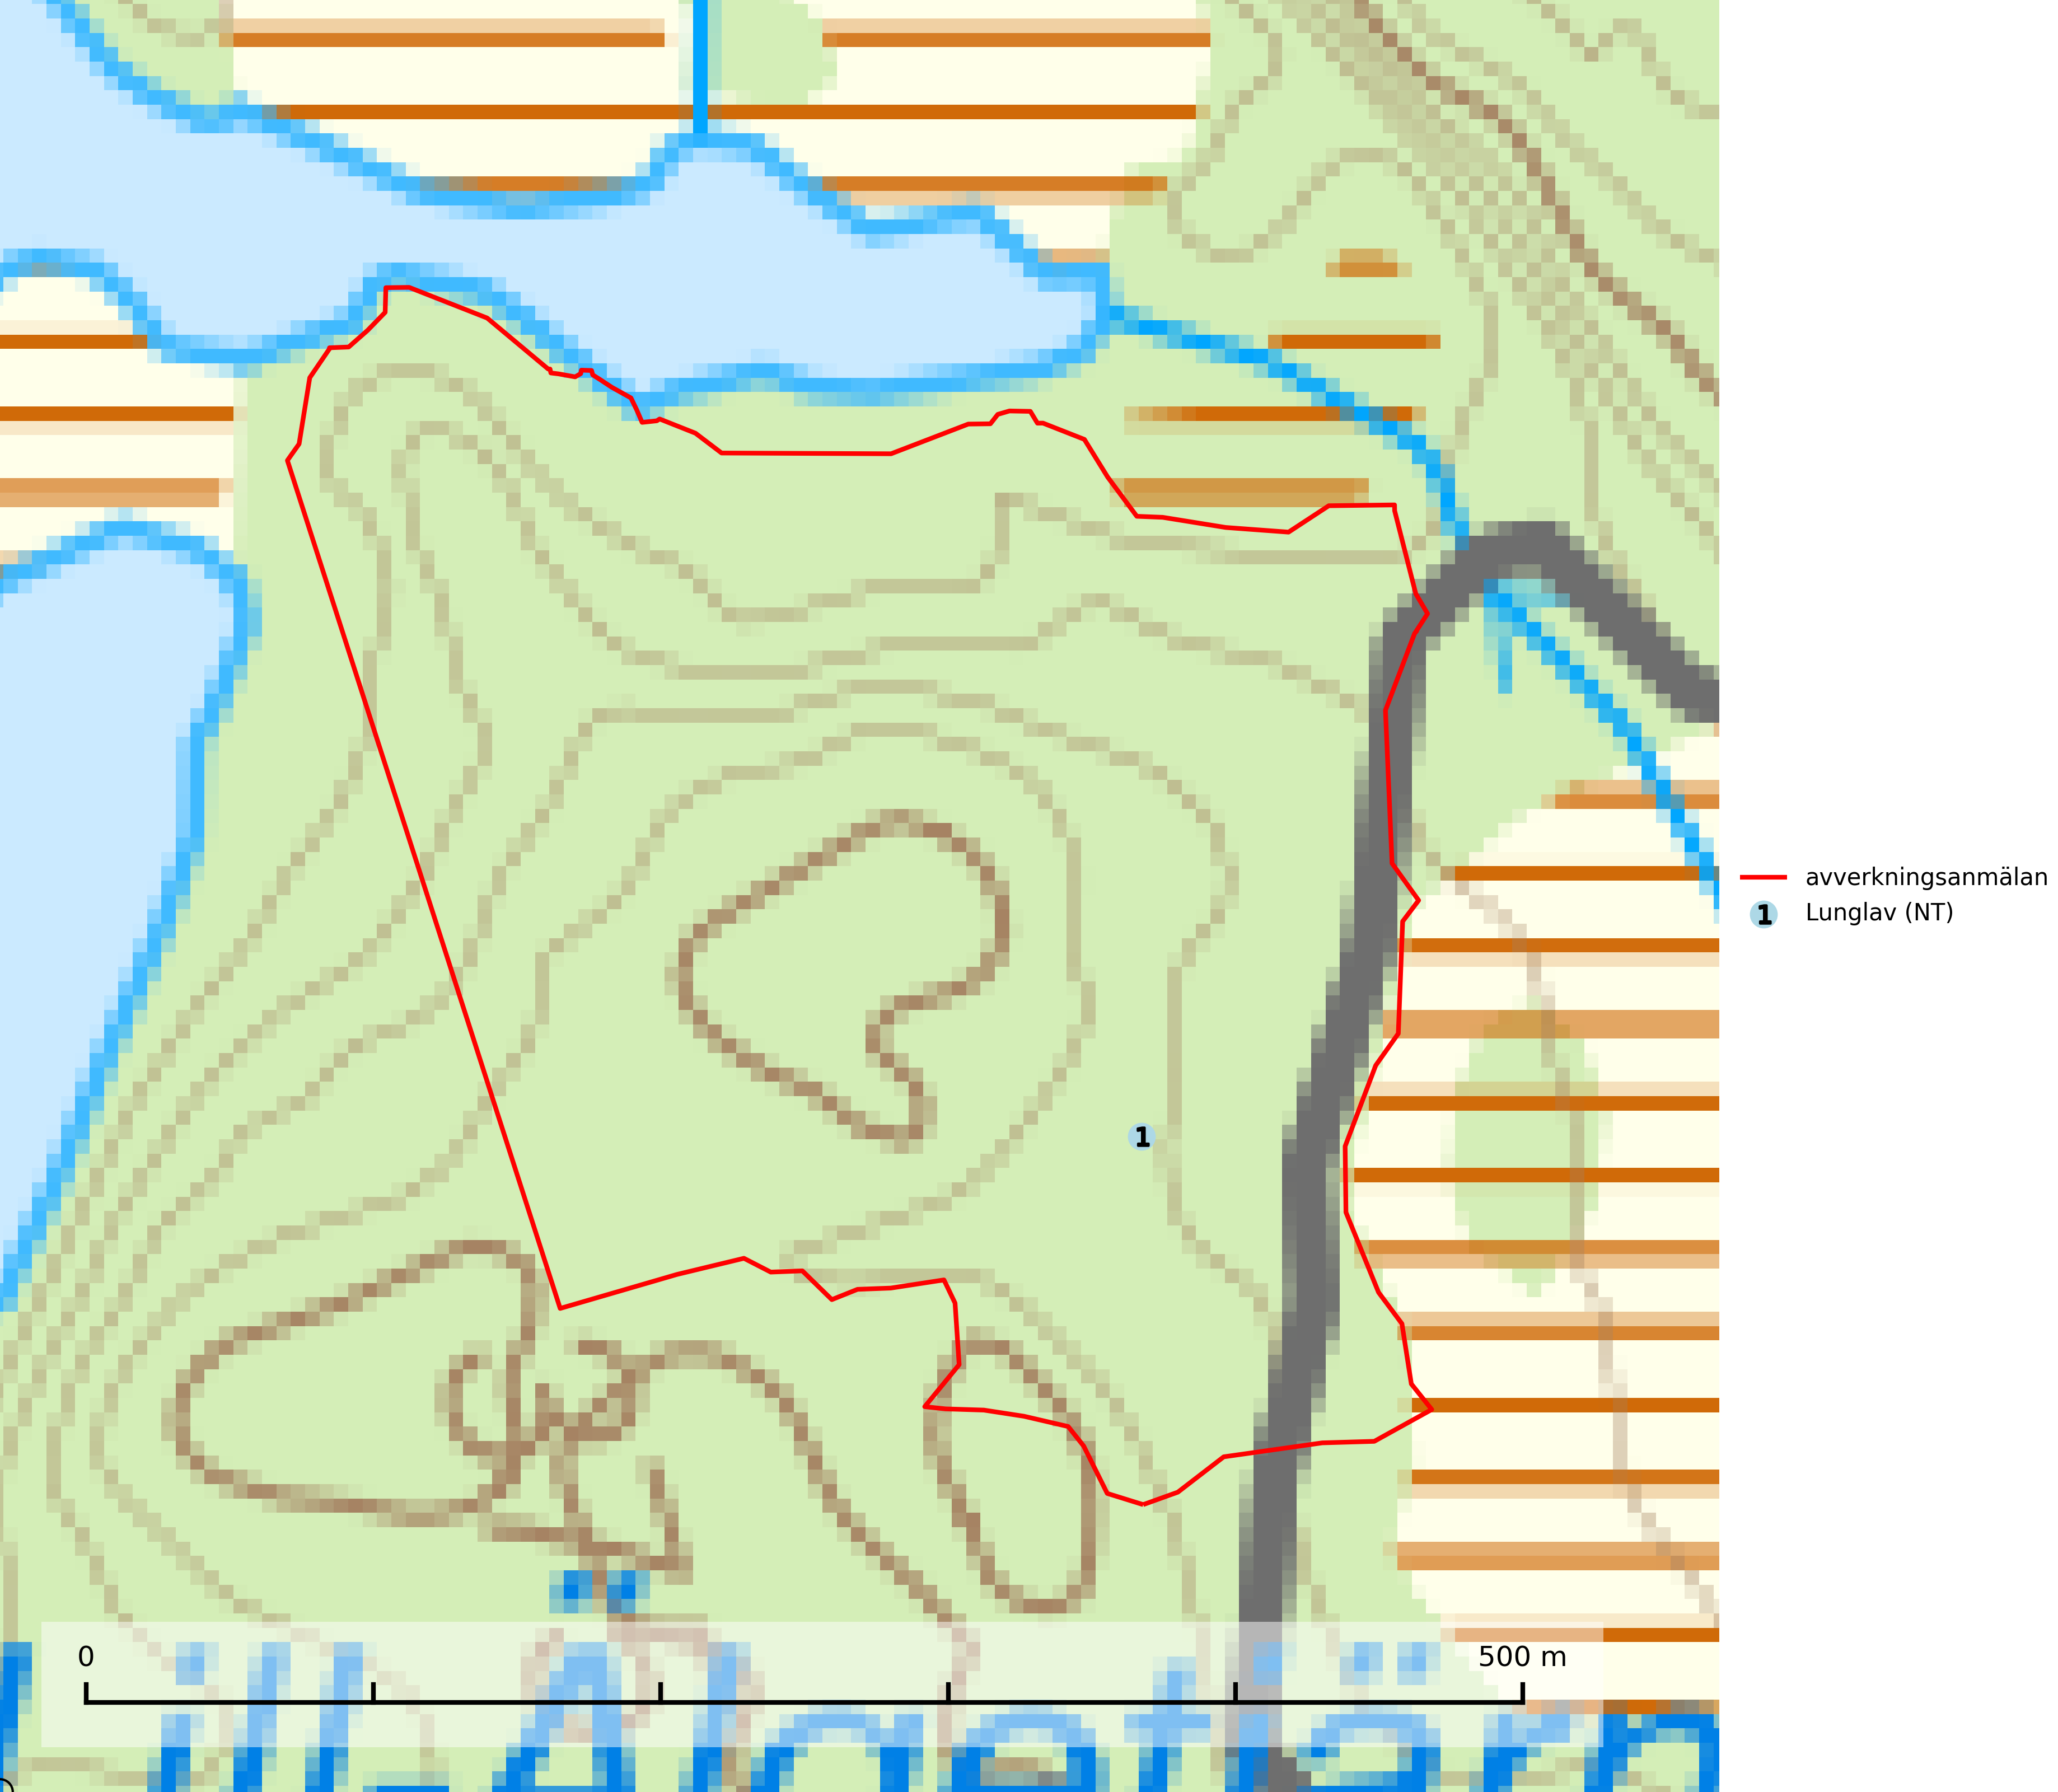 1
avverkningsanmälan
1 Lunglav (NT)
0 500 m